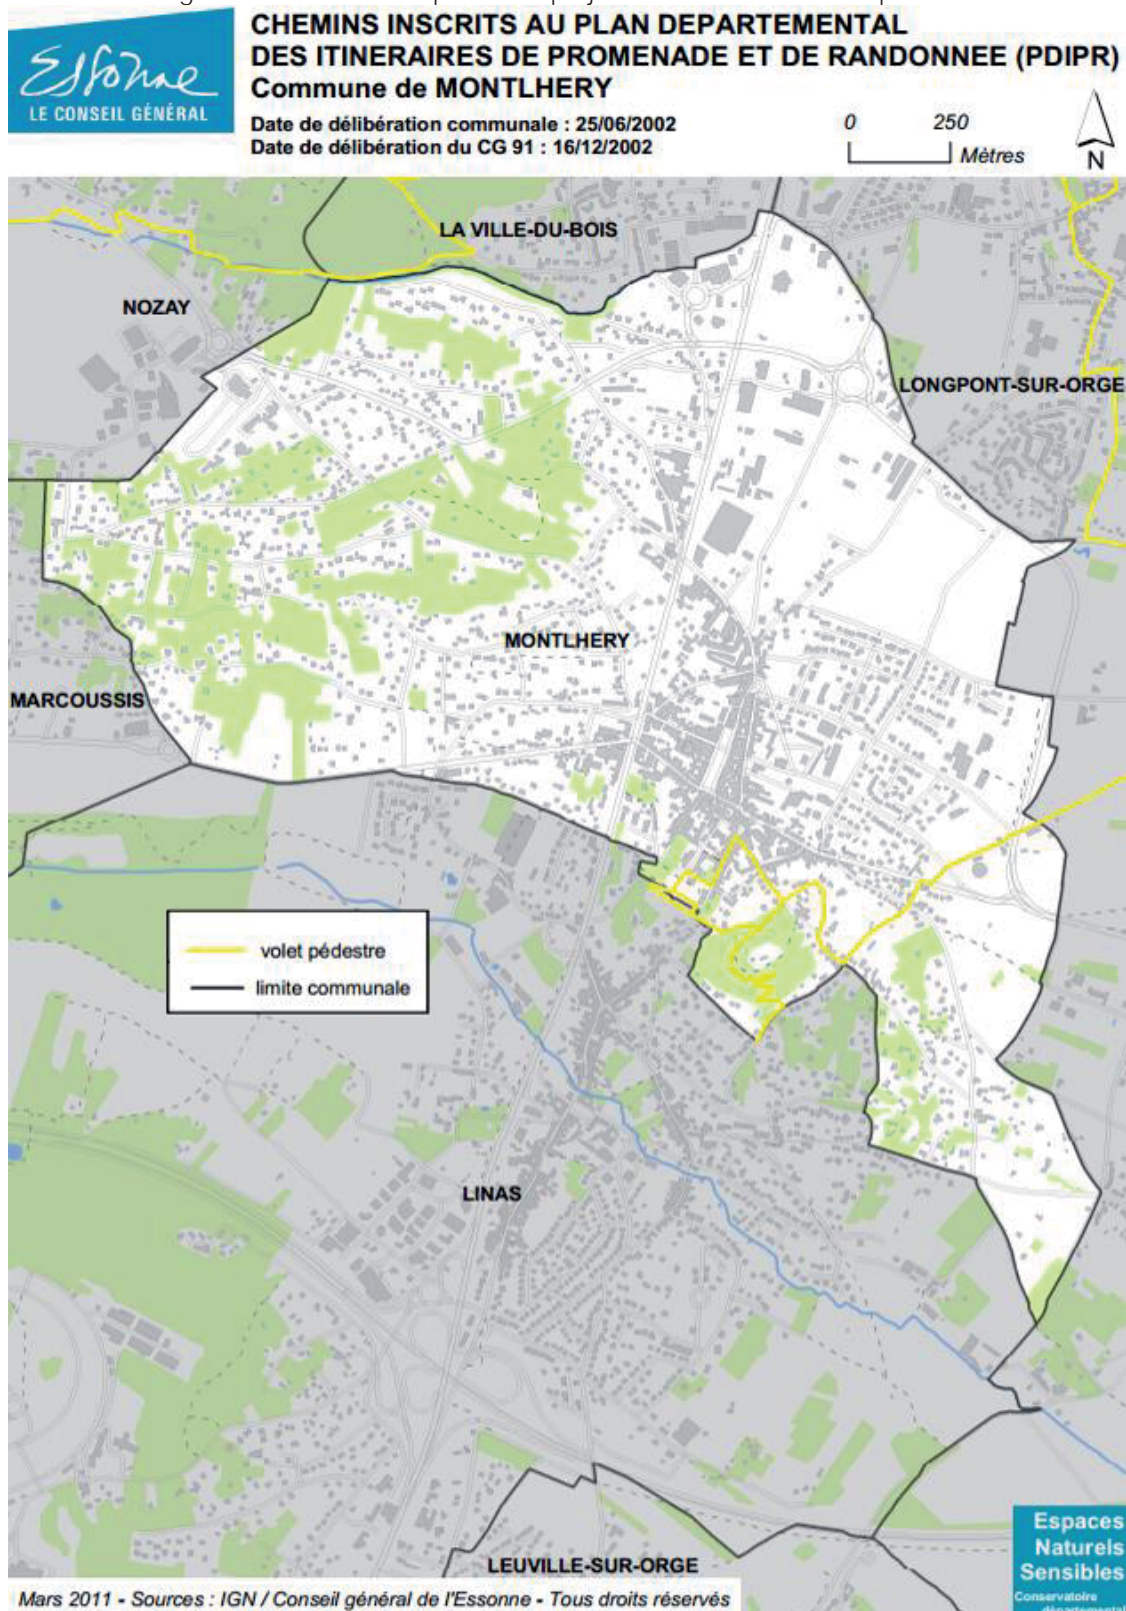 CHEMINS INSCRITS AU PLAN DEPARTEMENTAL
DES ITINERAIRES DE PROMENADE ET DE RANDONNEE (PDIPR)
Commune de MONTLHERY
Essonne
LE CONSEIL GÉNÉRAL
Date de délibération communale : 25/06/2002
Date de délibération du CG 91 : 16/12/2002
0 250
Mètres
N
LA VILLE-DU-BOIS
NOZAY
LONGPONT-SUR-ORGE
MONTLHERY
MARCOUSSIS
volet pédestre
limite communale
LINAS
LEUVILLE-SUR-ORGE
Espaces
Naturels
Sensibles
Conservatoire
départemental
Mars 2011 - Sources : IGN / Conseil général de l'Essonne - Tous droits réservés